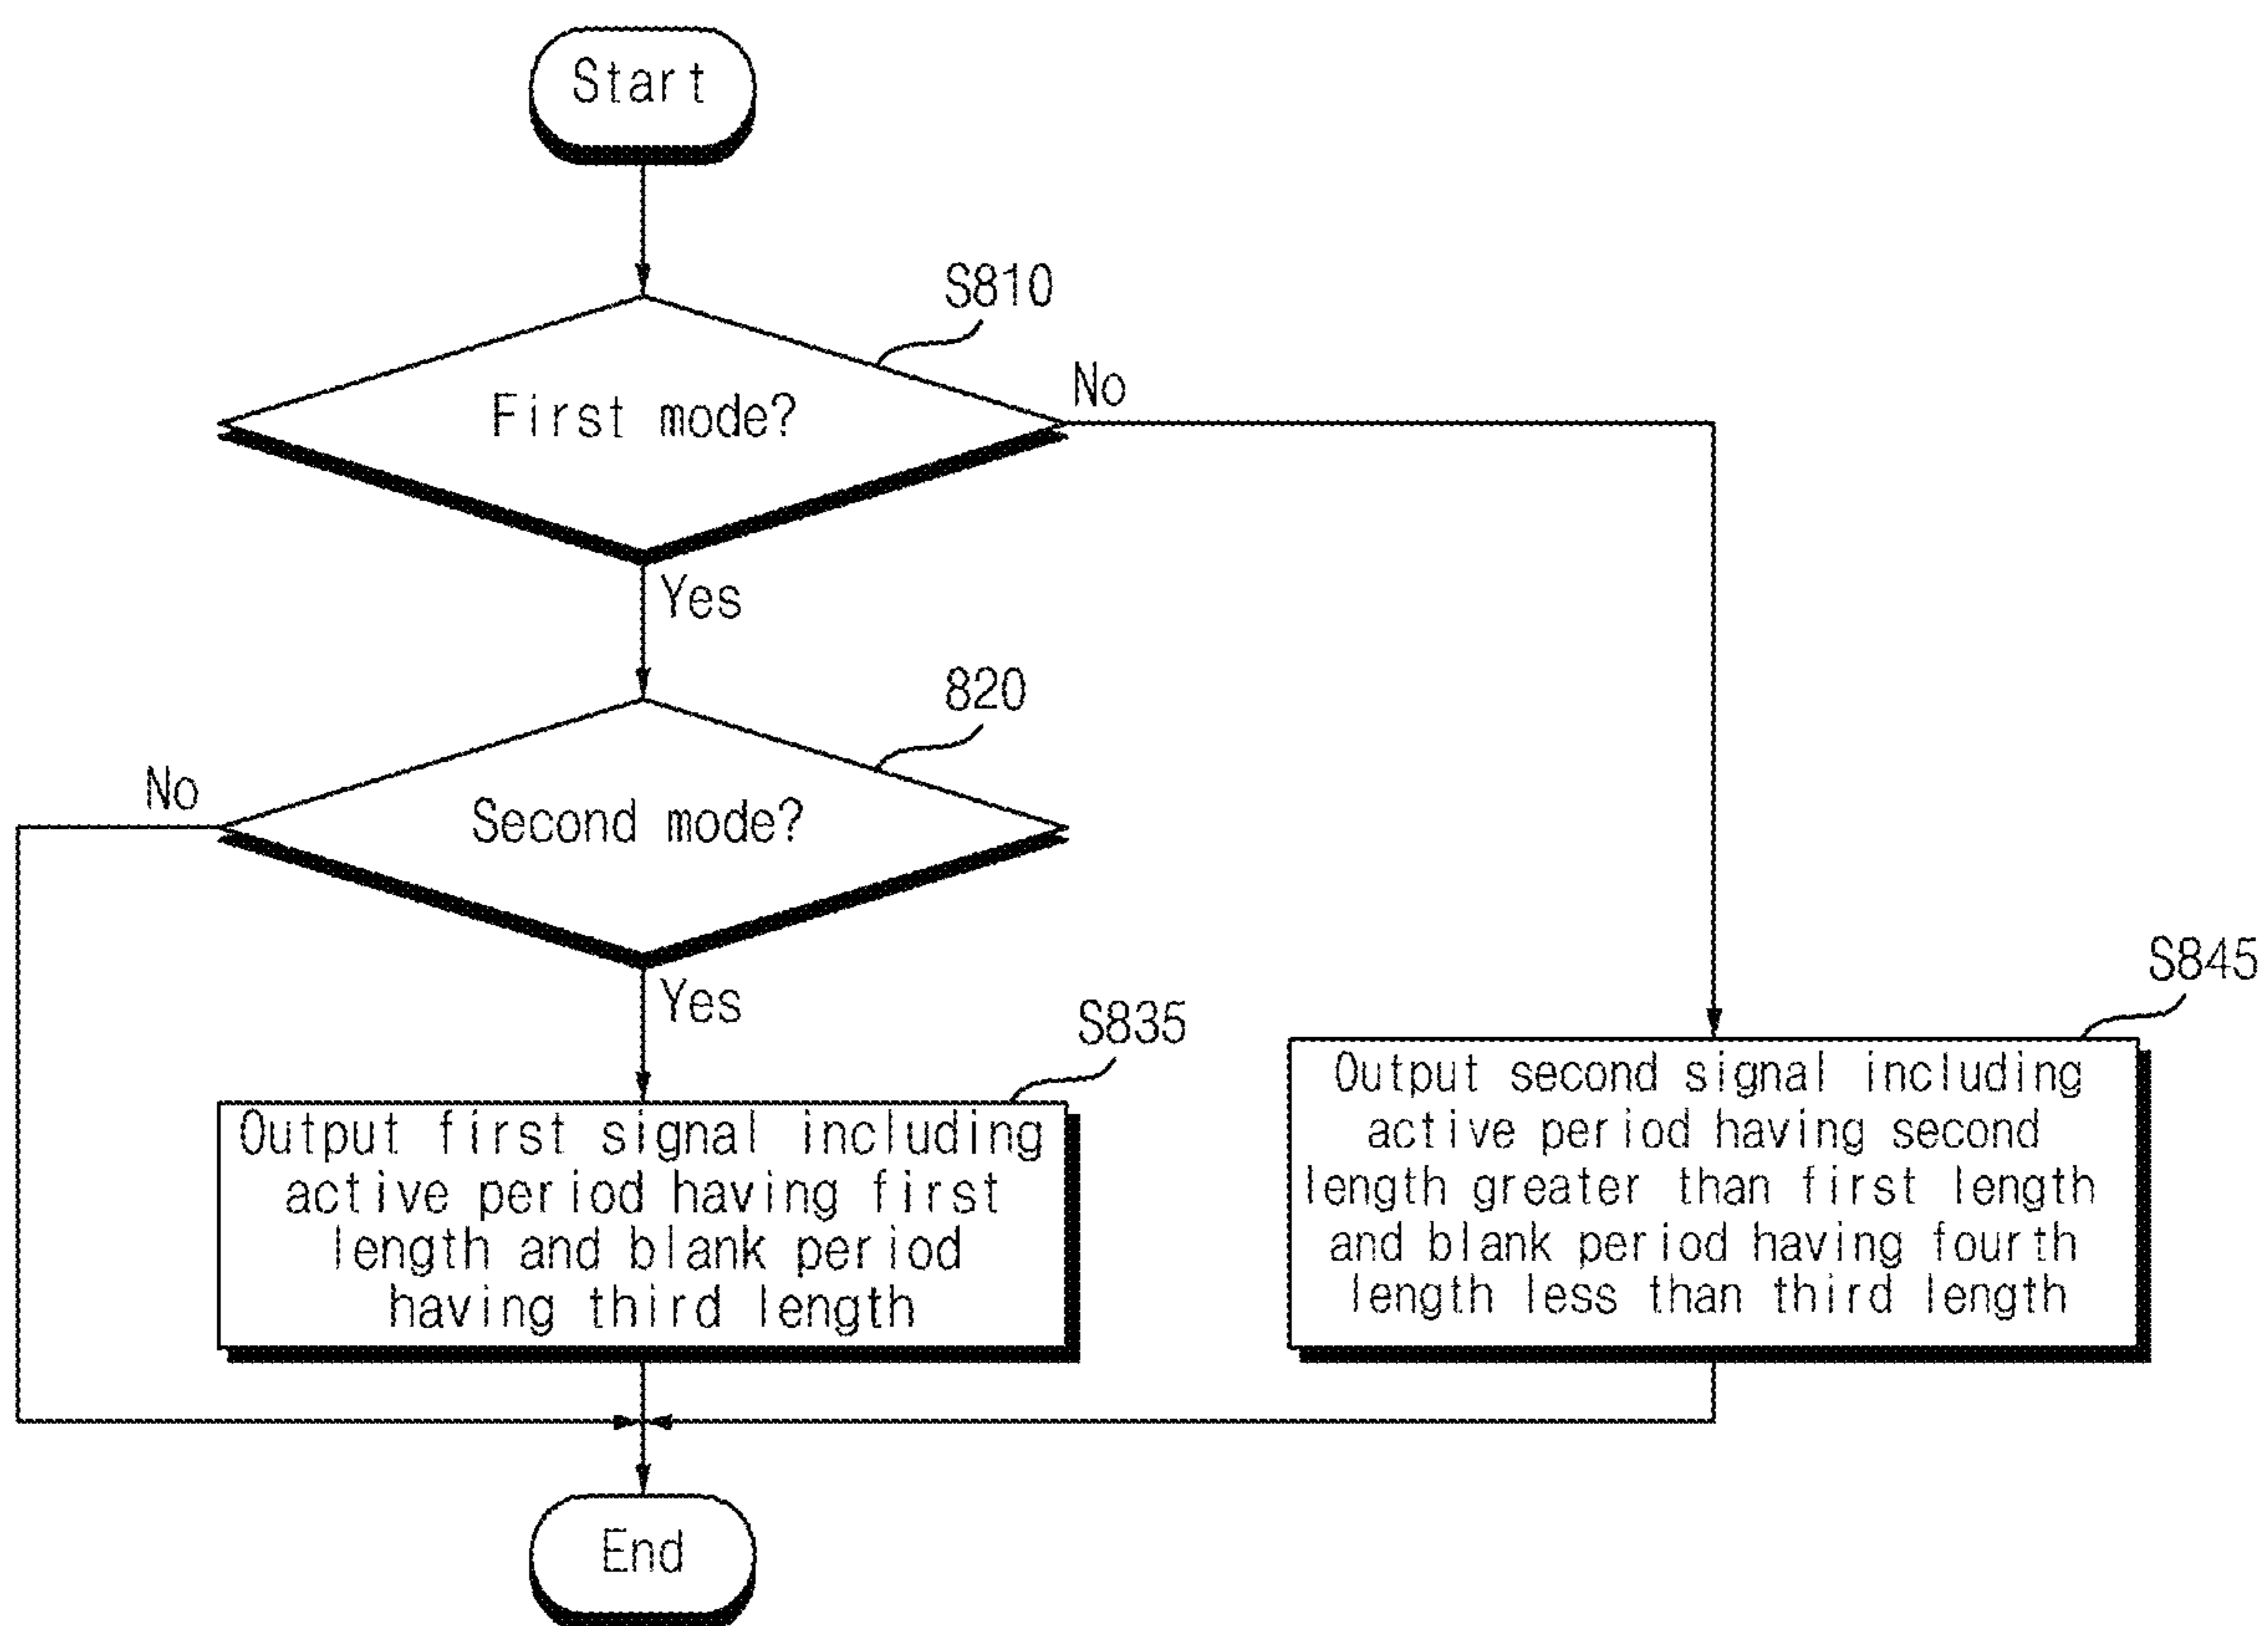 Start
S810
First mode?
No
Yes
820
No
Second mode?
Yes
S835
Output first signal including
active period having first
length and blank period
having third length
S845
Output second signal including
active period having second
length greater than first length
and blank period having fourth
length less than third length
End